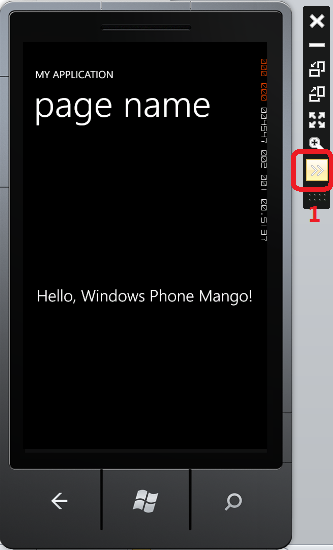 MY APPLICATION
page name
Hello, Windows Phone Mango!
1